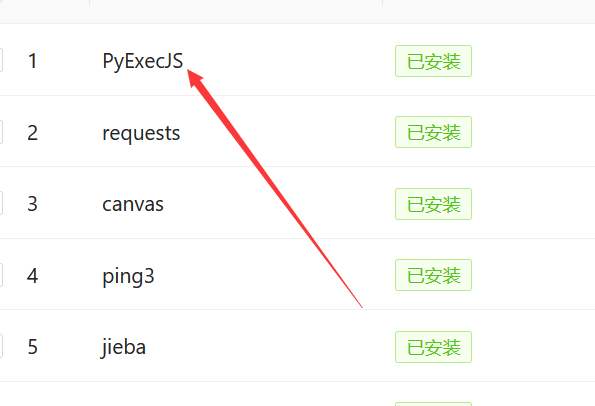 1 PyExecJS 已安装
2 requests 已安装
3 canvas 已安装
4 ping3 已安装
5 jieba 已安装